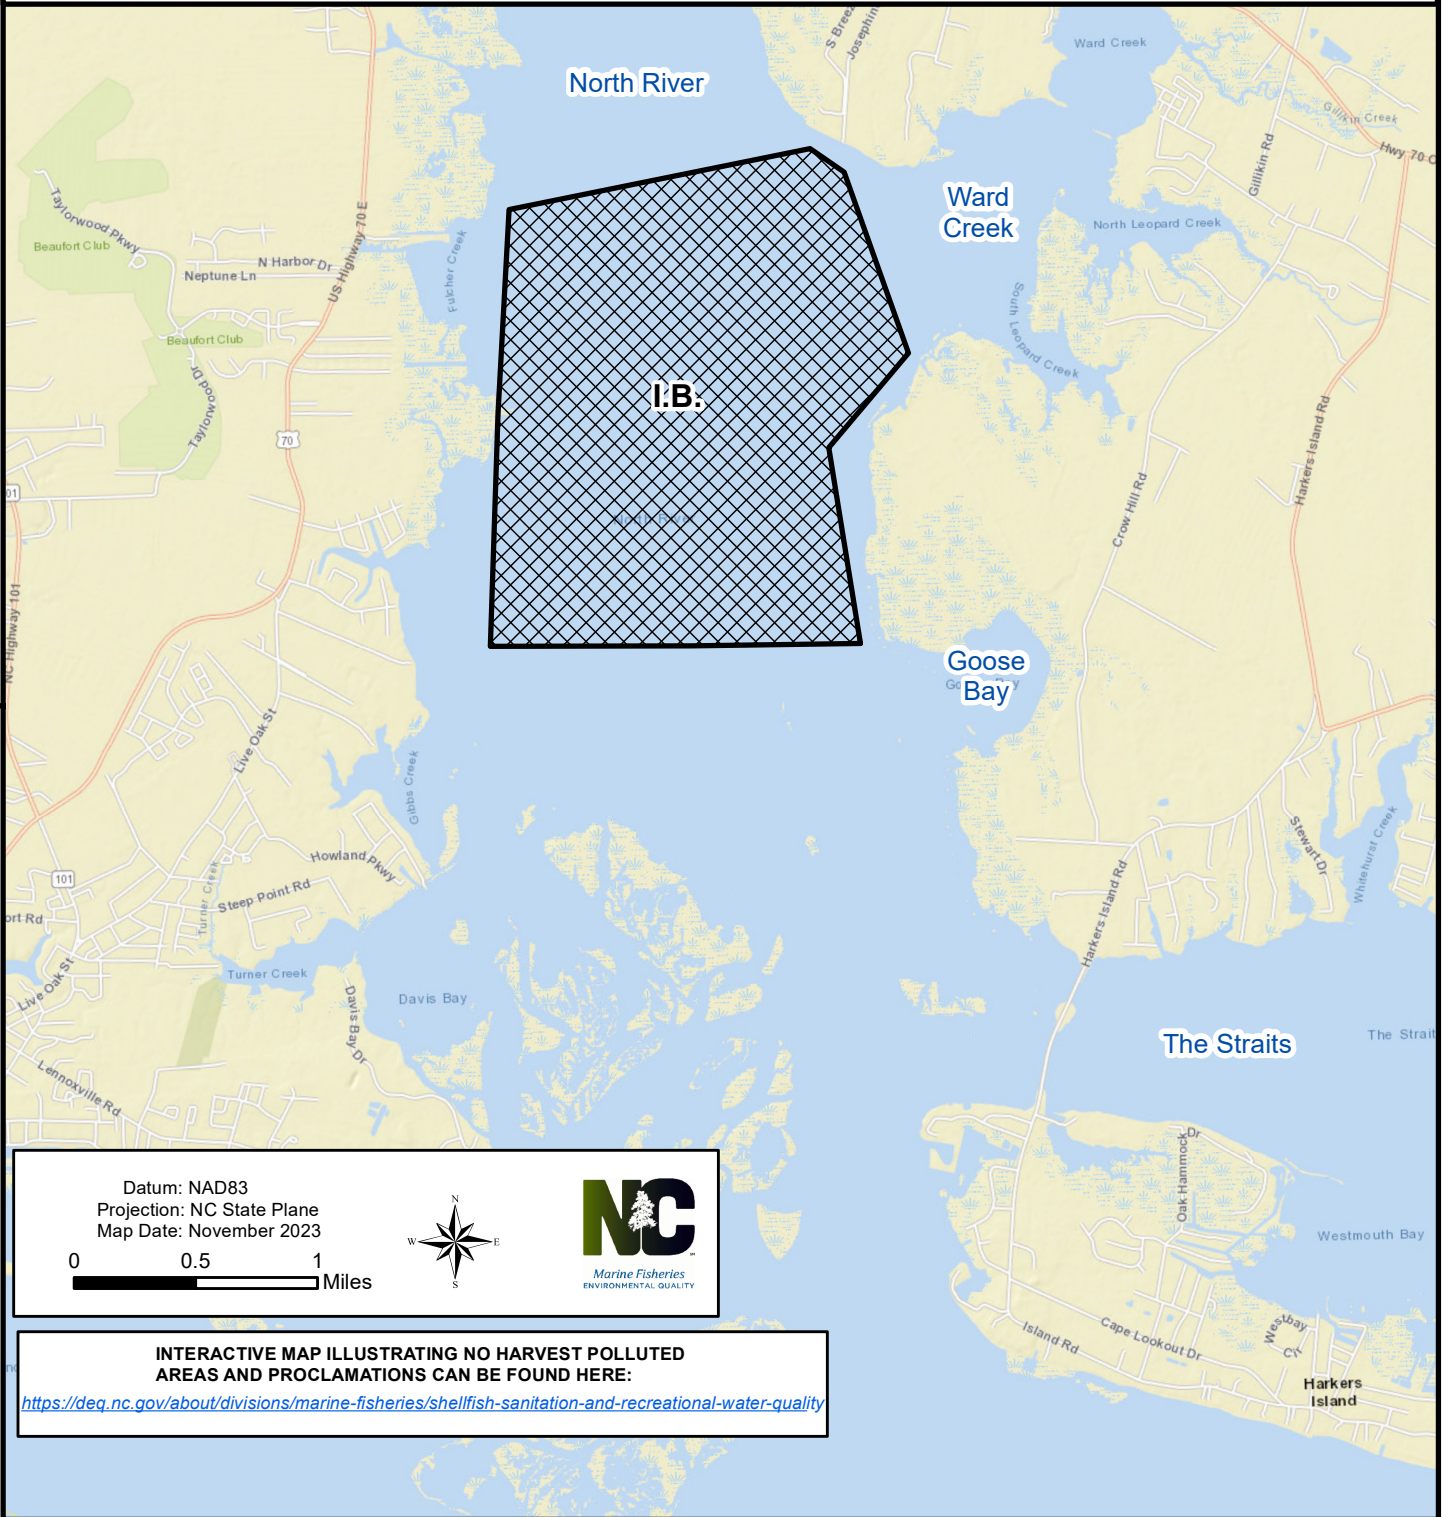 North River
Ward Creek
S Bree
Josephin
Gillikin Creek
Hwy 70
Gillikin Rd
Ward
Creek
North Leopard Creek
South Leopard Creek
Taylorwood Pkwy
Beaufort Club
N Harbor Dr
Neptune Ln
US Highway 70 E
Fulcher Creek
Beaufort Club
Taylorwood Dr
70
I.B.
North River
Crow Hill Rd
Harkers Island Rd
01
NC Highway 101
Goose
Bay
Live Oak St
Gibbs Creek
Howland Pkwy
Steep Point Rd
Turner Creek
101
ort Rd
Live Oak St
Turner Creek
Davis Bay
Davis Bay Dr
Lennoxville Rd
Stewart Dr
Whitehurst Creek
Harkers Island Rd
The Straits
The Strait
Oak Hammock Dr
Westmouth Bay
Island Rd
Cape Lookout Dr
Westbay
Cir
Harkers
Island
Datum: NAD83
Projection: NC State Plane
Map Date: November 2023
0 0.5 1
Miles
N
W E
S
NC
Marine Fisheries
ENVIRONMENTAL QUALITY
INTERACTIVE MAP ILLUSTRATING NO HARVEST POLLUTED
AREAS AND PROCLAMATIONS CAN BE FOUND HERE:
https://deq.nc.gov/about/divisions/marine-fisheries/shellfish-sanitation-and-recreational-water-quality